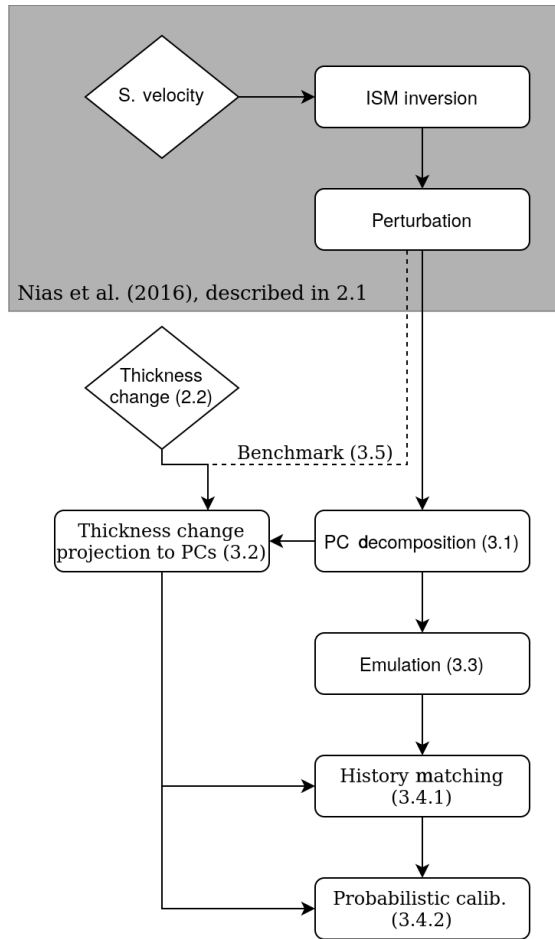 S. velocity
ISM inversion
Perturbation
Nias et al. (2016), described in 2.1
Thickness
change (2.2)
Benchmark (3.5)
Thickness change
projection to PCs (3.2)
PC decomposition (3.1)
Emulation (3.3)
History matching
(3.4.1)
Probabilistic calib.
(3.4.2)